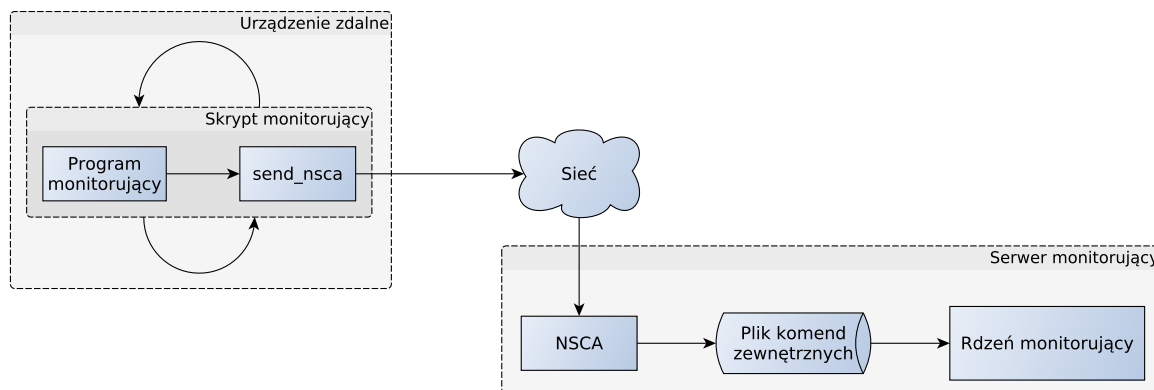 Urządzenie zdalne
Skrypt monitorujący
Program
monitorujący
send_nsca
Sieć
Serwer monitorujący
NSCA
Plik komend
zewnętrznych
Rdzeń monitorujący